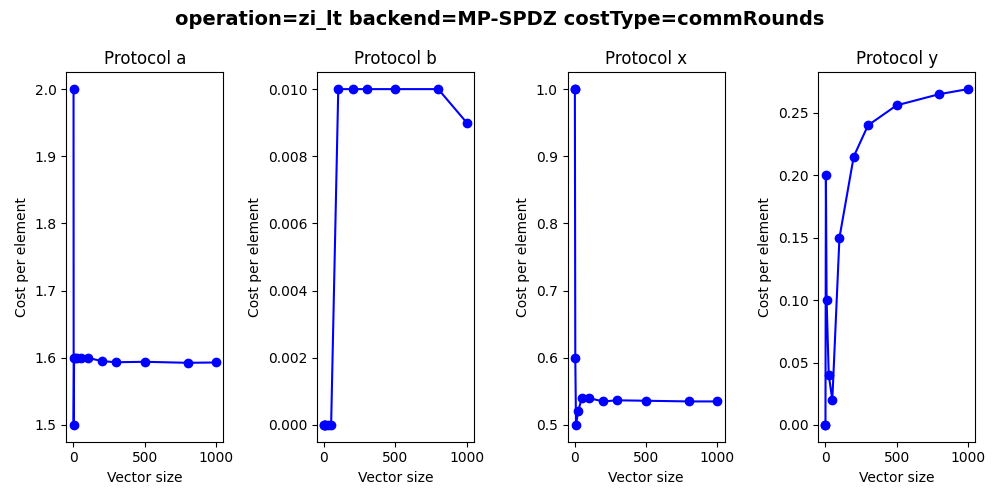 operation=zi_lt backend=MP-SPDZ costType=commRounds
Protocol a
Protocol b
Protocol x
Protocol y
Cost per element
2.0
1.9
1.8
1.7
1.6
1.5
0
500
1000
Vector size
Cost per element
0.010
0.008
0.006
0.004
0.002
0.000
0
500
1000
Vector size
Cost per element
1.0
0.9
0.8
0.7
0.6
0.5
0
500
1000
Vector size
Cost per element
0.25
0.20
0.15
0.10
0.05
0.00
0
500
1000
Vector size